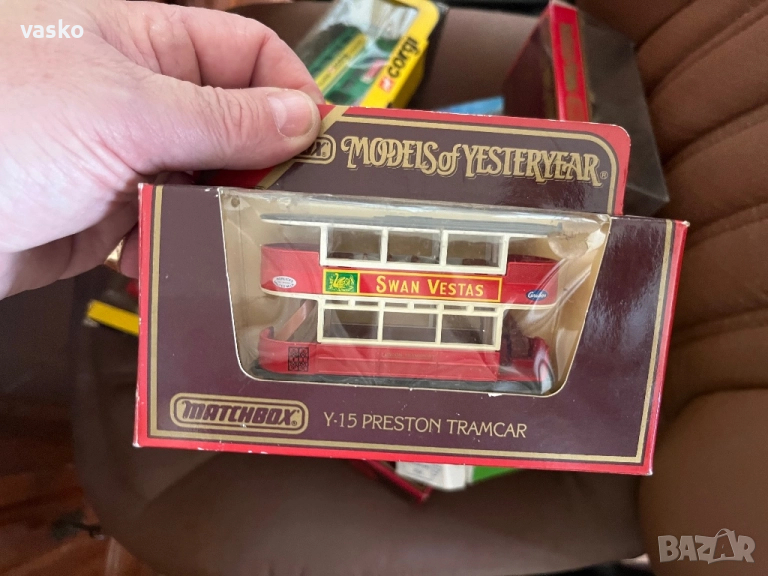 vasko
corgi
MODELS of YESTERYEAR®
SWAN VESTAS
MATCHBOX®
Y-15 PRESTON TRAMCAR
BAZAR